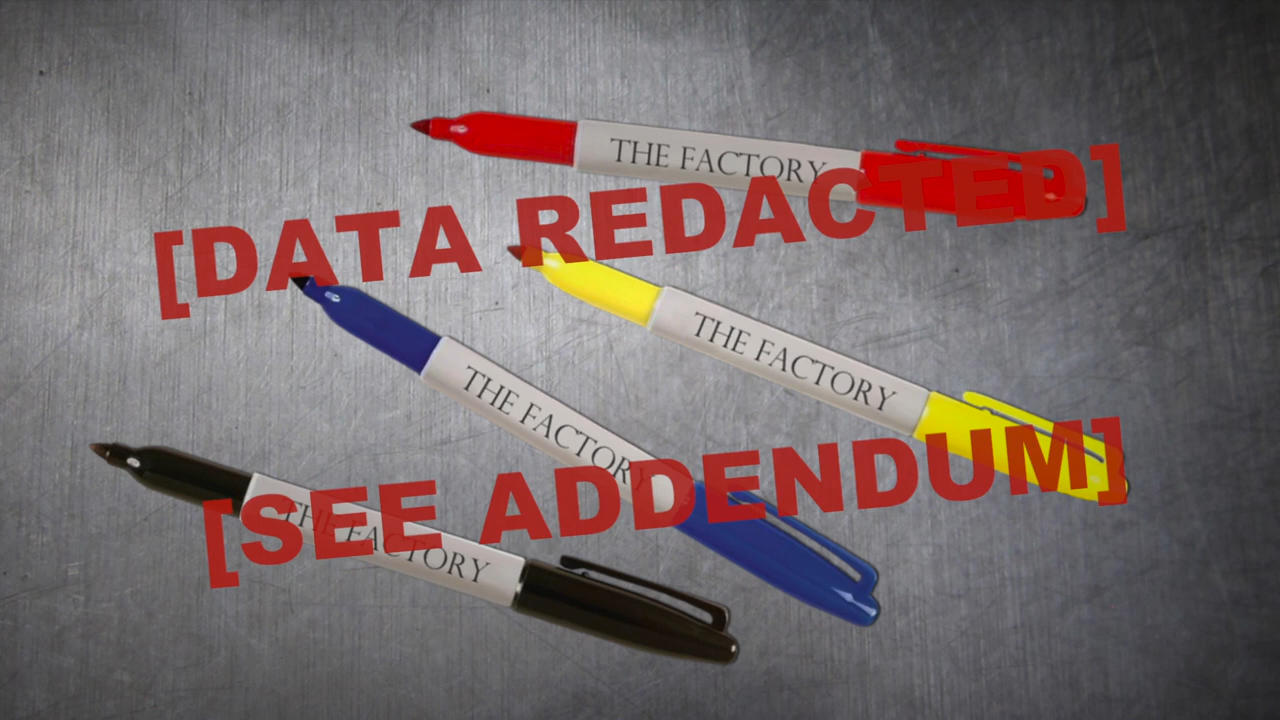 THE FACTORY
[DATA REDACTED]
THE FACTORY
THE FACTORY
[SEE ADDENDUM]
THE FACTORY